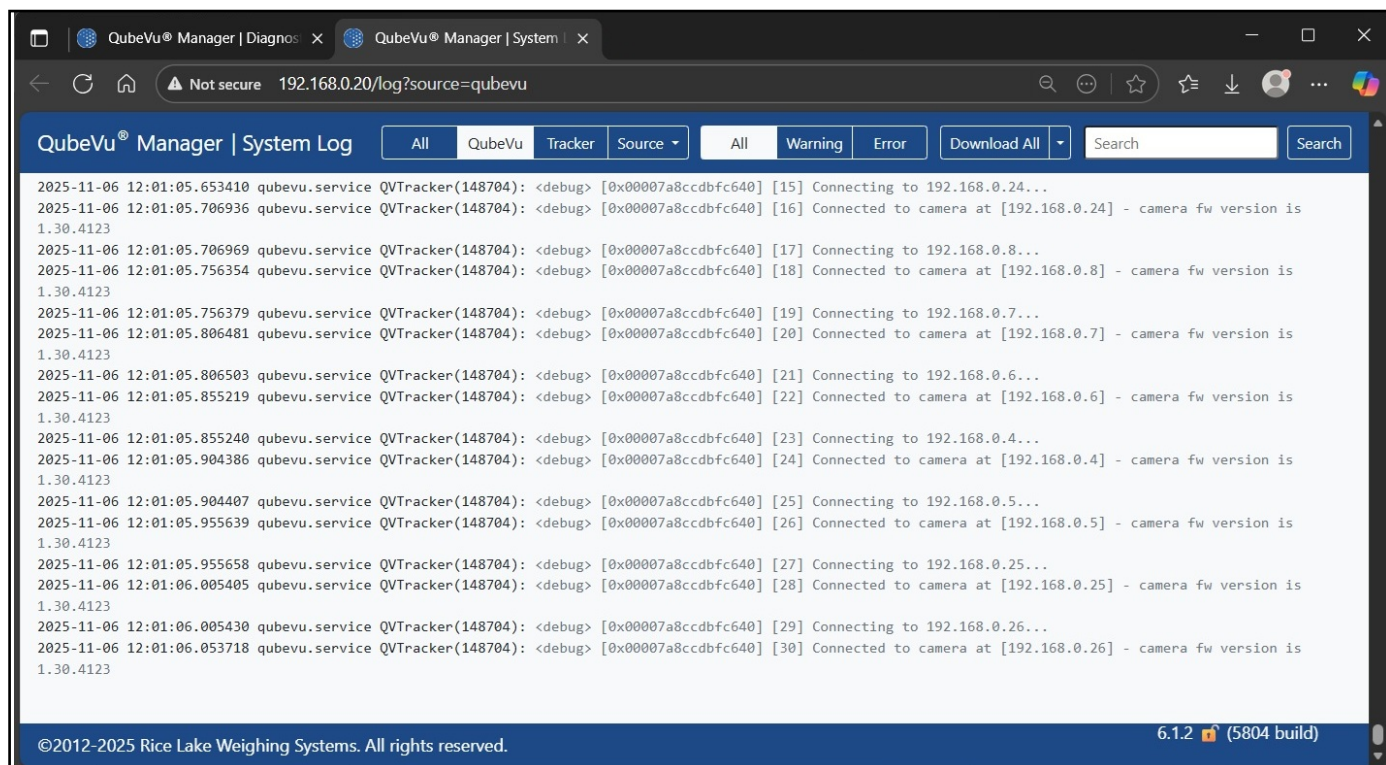 QubeVu® Manager | Diagnos
QubeVu® Manager | System
Not secure 192.168.0.20/log?source=qubevu
QubeVu® Manager | System Log All QubeVu Tracker Source All Warning Error Download All Search Search
2025-11-06 12:01:05.653410 qubevu.service QVTracker(148704): <debug> [0x00007a8ccdbfc640] [15] Connecting to 192.168.0.24...
2025-11-06 12:01:05.706936 qubevu.service QVTracker(148704): <debug> [0x00007a8ccdbfc640] [16] Connected to camera at [192.168.0.24] - camera fw version is
1.30.4123
2025-11-06 12:01:05.706969 qubevu.service QVTracker(148704): <debug> [0x00007a8ccdbfc640] [17] Connecting to 192.168.0.8...
2025-11-06 12:01:05.756354 qubevu.service QVTracker(148704): <debug> [0x00007a8ccdbfc640] [18] Connected to camera at [192.168.0.8] - camera fw version is
1.30.4123
2025-11-06 12:01:05.756379 qubevu.service QVTracker(148704): <debug> [0x00007a8ccdbfc640] [19] Connecting to 192.168.0.7...
2025-11-06 12:01:05.806481 qubevu.service QVTracker(148704): <debug> [0x00007a8ccdbfc640] [20] Connected to camera at [192.168.0.7] - camera fw version is
1.30.4123
2025-11-06 12:01:05.806503 qubevu.service QVTracker(148704): <debug> [0x00007a8ccdbfc640] [21] Connecting to 192.168.0.6...
2025-11-06 12:01:05.855219 qubevu.service QVTracker(148704): <debug> [0x00007a8ccdbfc640] [22] Connected to camera at [192.168.0.6] - camera fw version is
1.30.4123
2025-11-06 12:01:05.855240 qubevu.service QVTracker(148704): <debug> [0x00007a8ccdbfc640] [23] Connecting to 192.168.0.4...
2025-11-06 12:01:05.904386 qubevu.service QVTracker(148704): <debug> [0x00007a8ccdbfc640] [24] Connected to camera at [192.168.0.4] - camera fw version is
1.30.4123
2025-11-06 12:01:05.904407 qubevu.service QVTracker(148704): <debug> [0x00007a8ccdbfc640] [25] Connecting to 192.168.0.5...
2025-11-06 12:01:05.955639 qubevu.service QVTracker(148704): <debug> [0x00007a8ccdbfc640] [26] Connected to camera at [192.168.0.5] - camera fw version is
1.30.4123
2025-11-06 12:01:05.955658 qubevu.service QVTracker(148704): <debug> [0x00007a8ccdbfc640] [27] Connecting to 192.168.0.25...
2025-11-06 12:01:06.005405 qubevu.service QVTracker(148704): <debug> [0x00007a8ccdbfc640] [28] Connected to camera at [192.168.0.25] - camera fw version is
1.30.4123
2025-11-06 12:01:06.005430 qubevu.service QVTracker(148704): <debug> [0x00007a8ccdbfc640] [29] Connecting to 192.168.0.26...
2025-11-06 12:01:06.053718 qubevu.service QVTracker(148704): <debug> [0x00007a8ccdbfc640] [30] Connected to camera at [192.168.0.26] - camera fw version is
1.30.4123
©2012-2025 Rice Lake Weighing Systems. All rights reserved.
6.1.2 (5804 build)